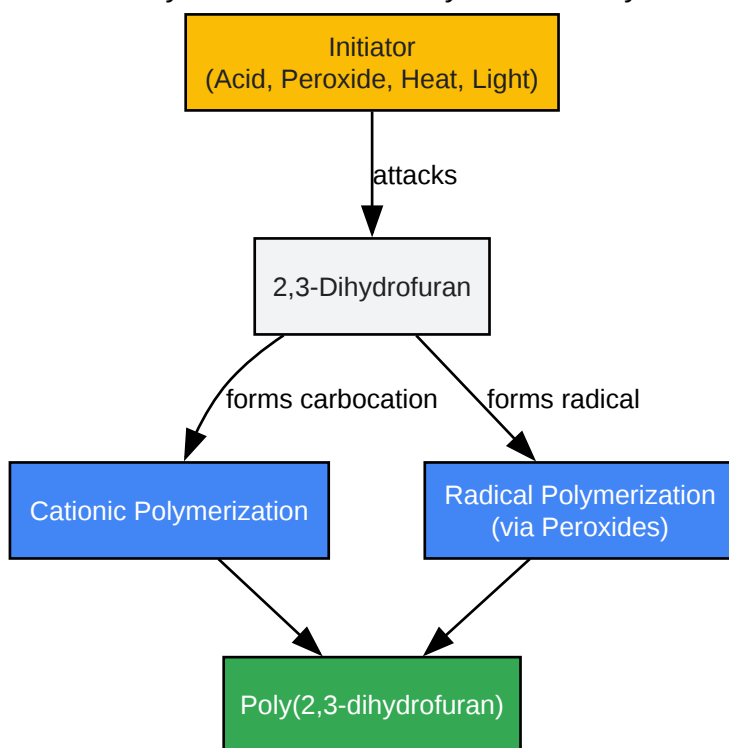 Initiator
(Acid, Peroxide, Heat, Light)
attacks
2,3-Dihydrofuran
forms carbocation
forms radical
Cationic Polymerization
Radical Polymerization
(via Peroxides)
Poly(2,3-dihydrofuran)